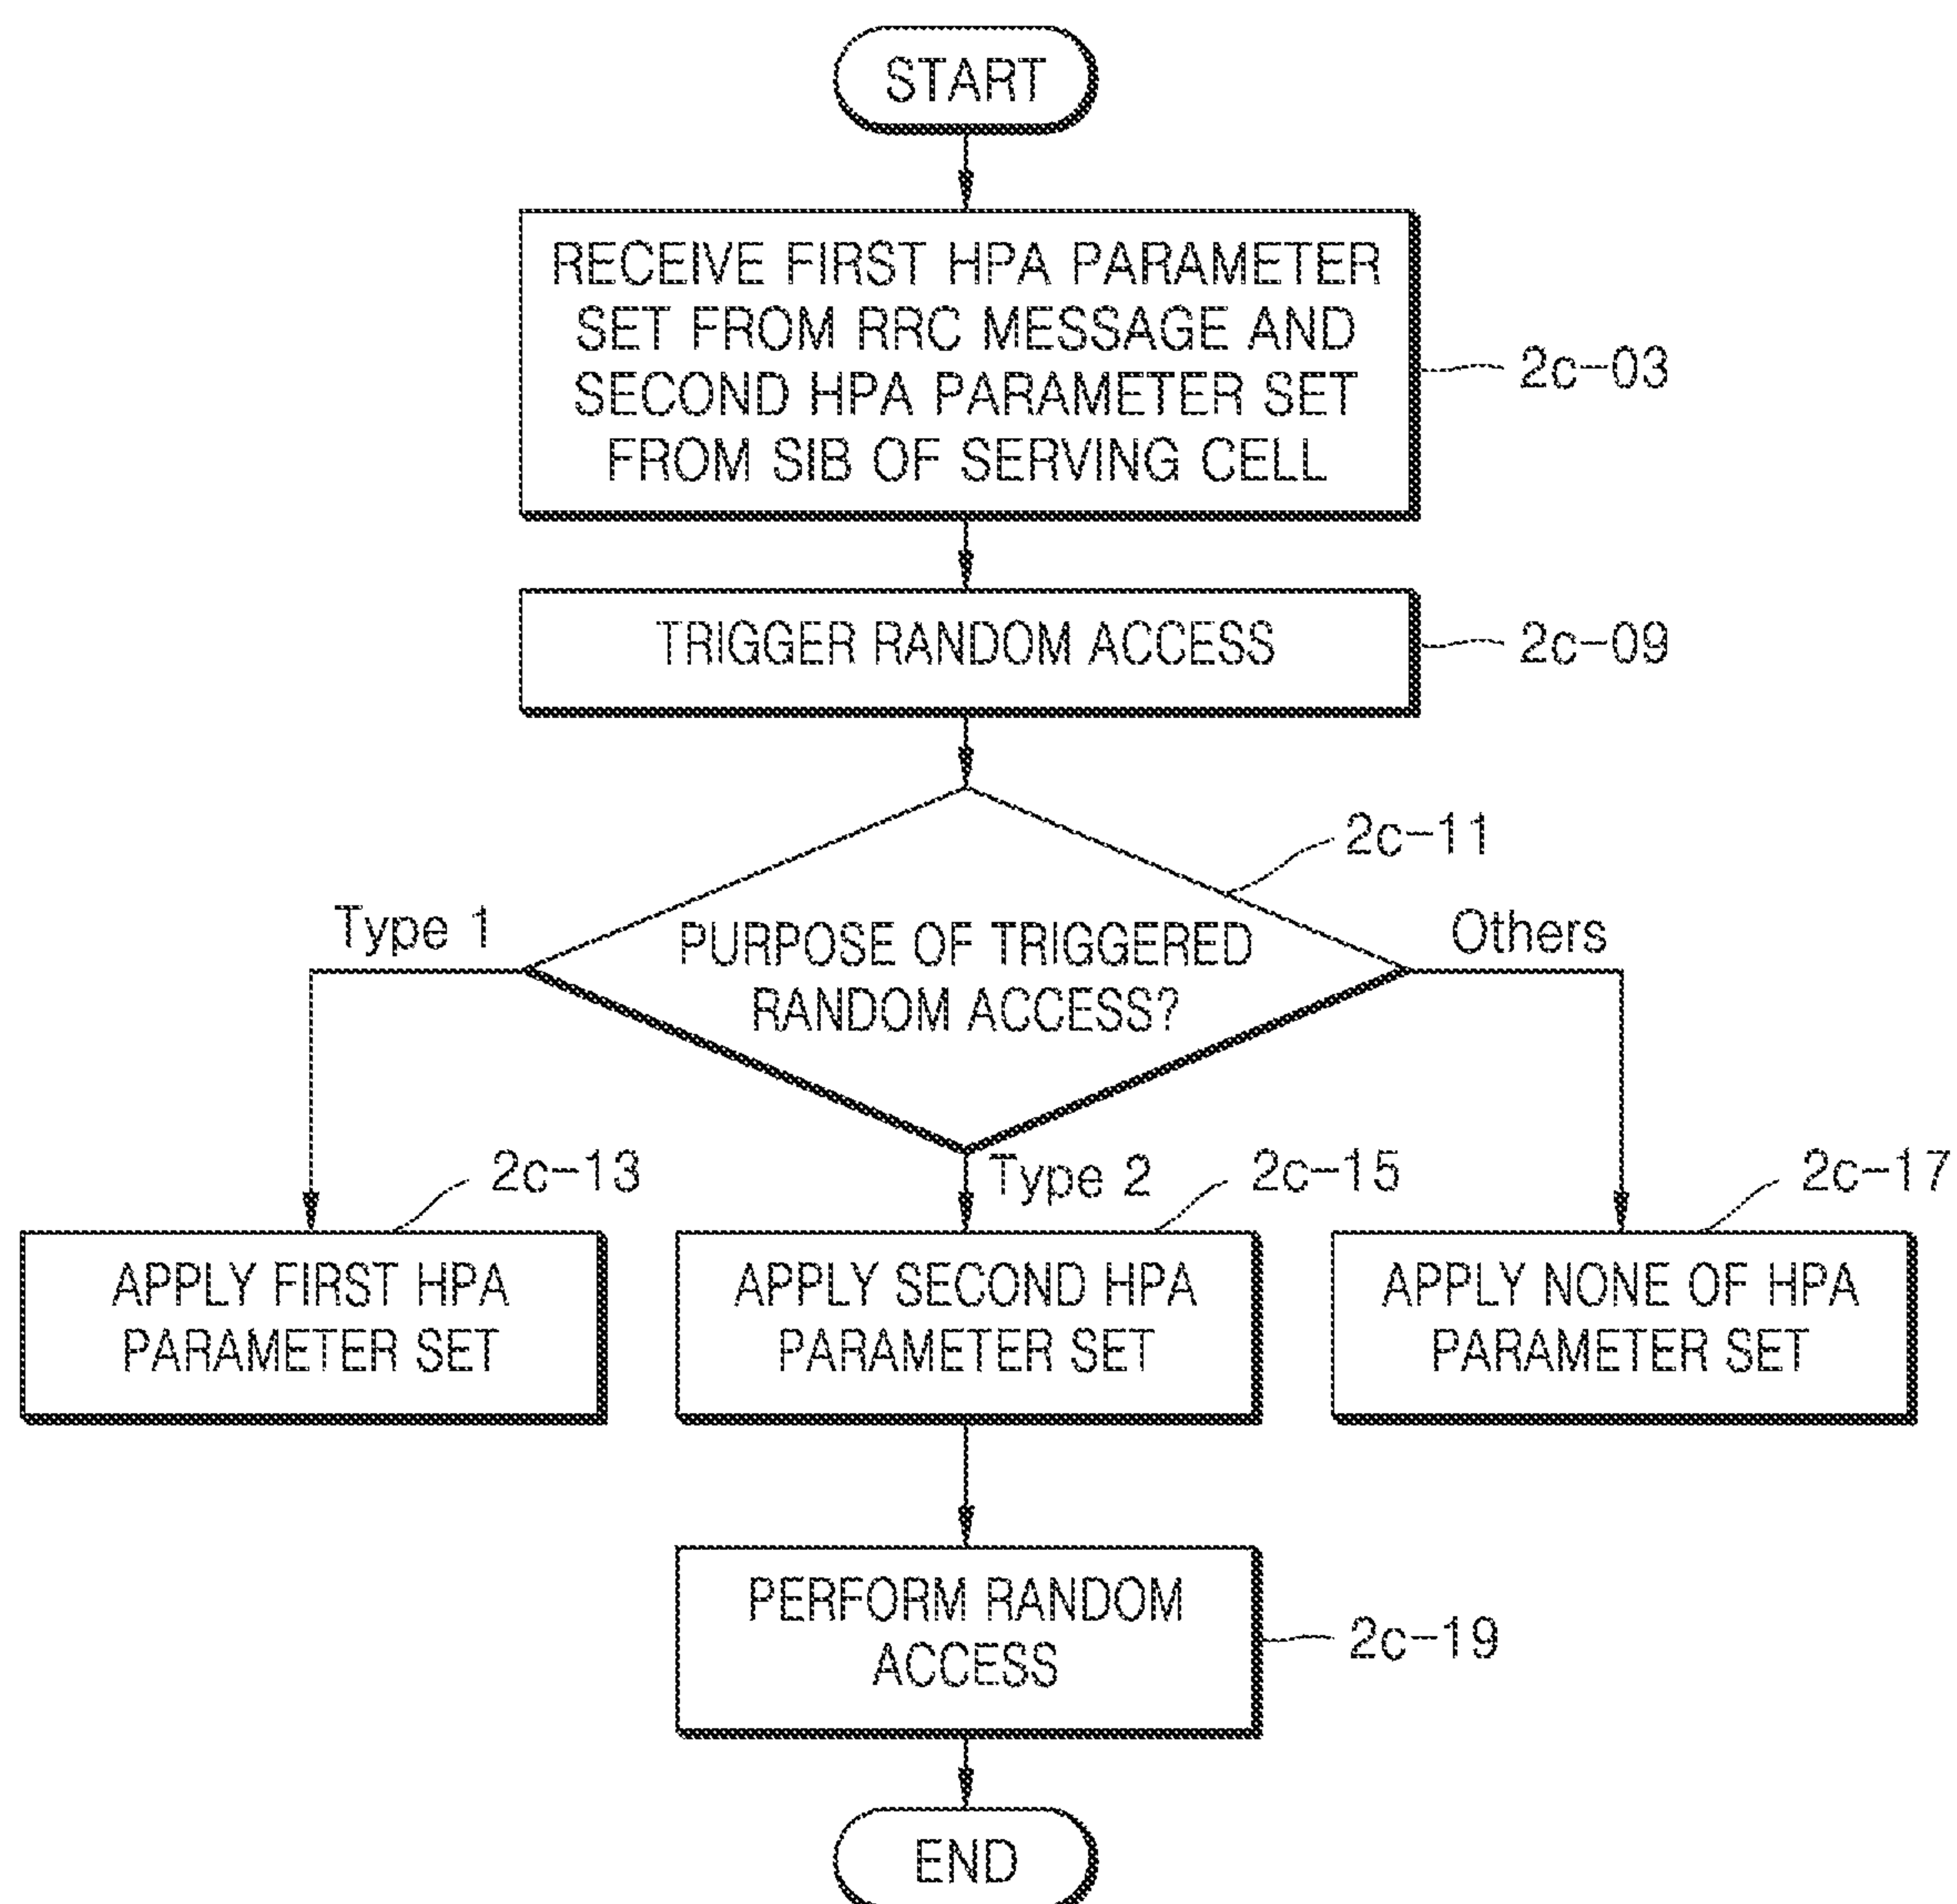 START
RECEIVE FIRST HPA PARAMETER
SET FROM RRC MESSAGE AND
SECOND HPA PARAMETER SET
FROM SIB OF SERVING CELL
2c-03
TRIGGER RANDOM ACCESS
2c-09
2c-11
PURPOSE OF TRIGGERED
RANDOM ACCESS?
Type 1
Others
Type 2
2c-13
APPLY FIRST HPA
PARAMETER SET
2c-15
APPLY SECOND HPA
PARAMETER SET
2c-17
APPLY NONE OF HPA
PARAMETER SET
PERFORM RANDOM
ACCESS
2c-19
END